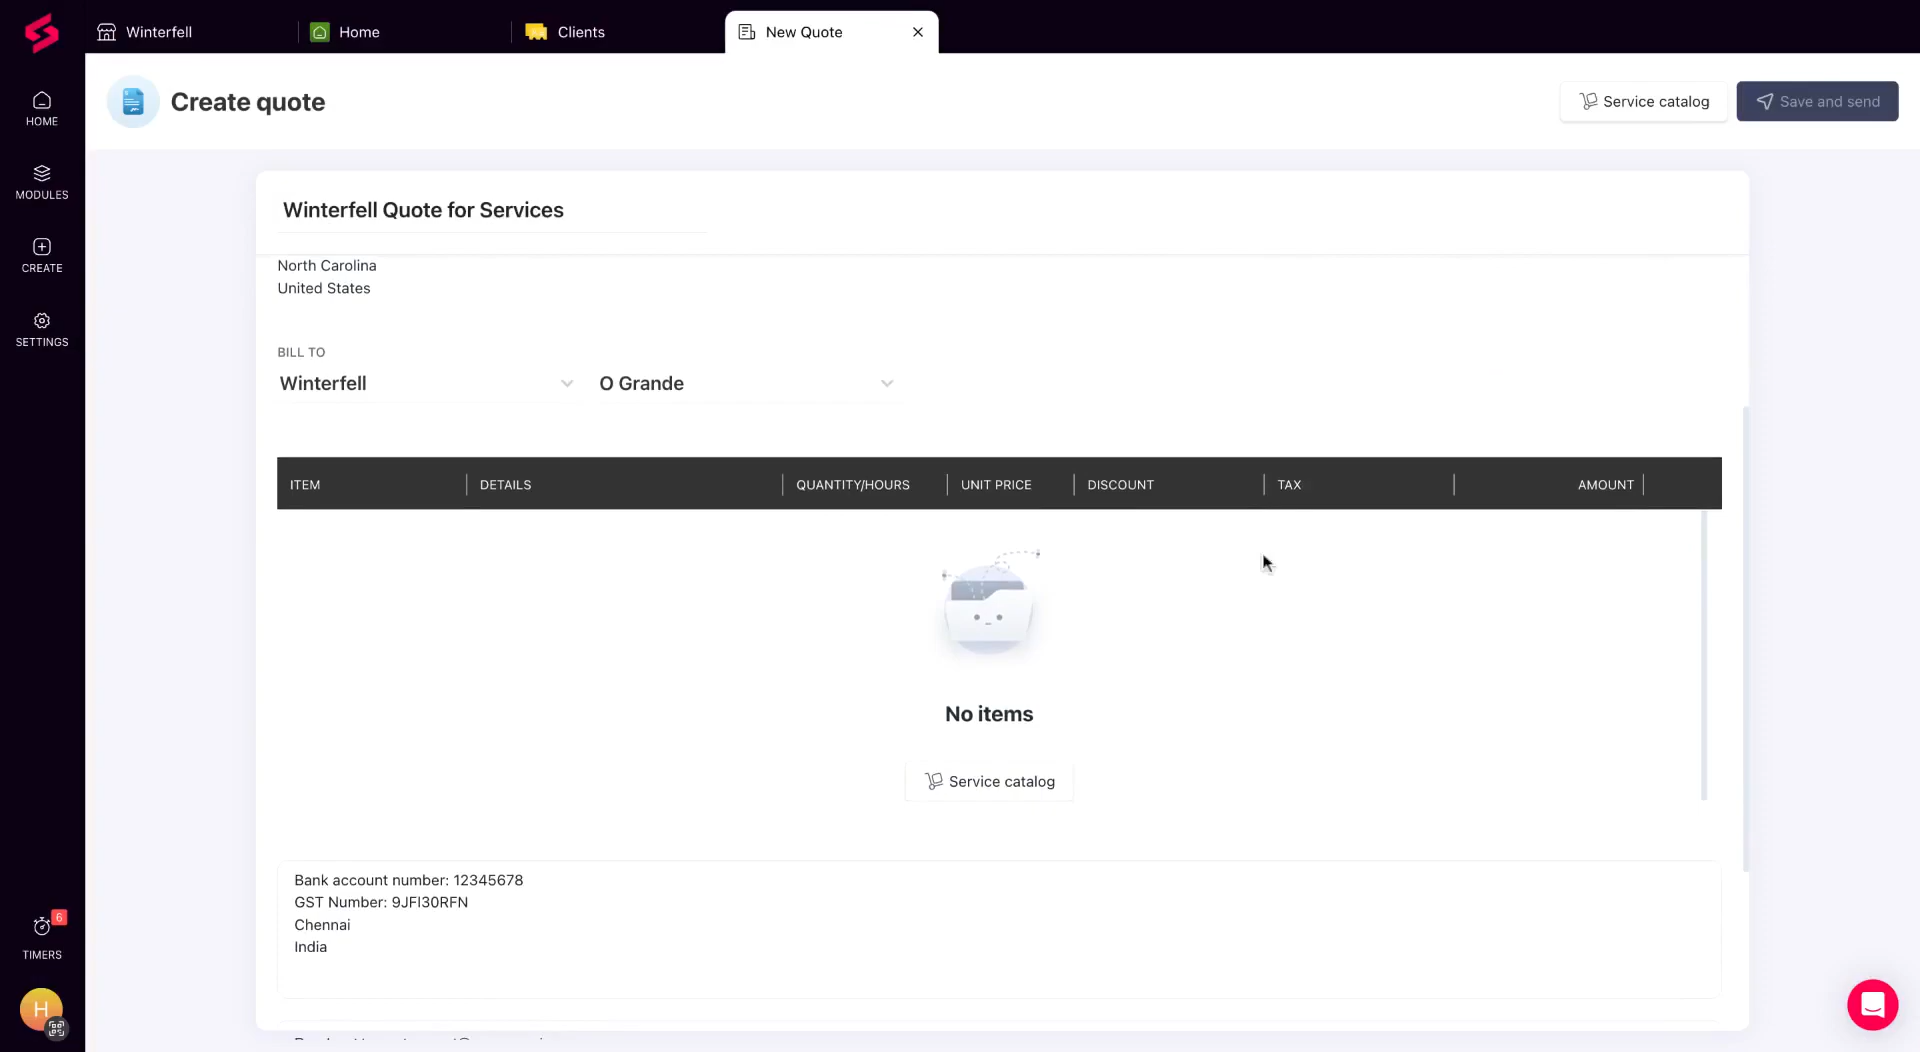 Winterfell
Home
Clients
New Quote
HOME
MODULES
CREATE
SETTINGS
6
TIMERS
H
Create quote
Service catalog
Save and send
Winterfell Quote for Services
North Carolina
United States
BILL TO
Winterfell
O Grande
ITEM
DETAILS
QUANTITY/HOURS
UNIT PRICE
DISCOUNT
TAX
AMOUNT
No items
Service catalog
Bank account number: 12345678
GST Number: 9JFI30RFN
Chennai
India